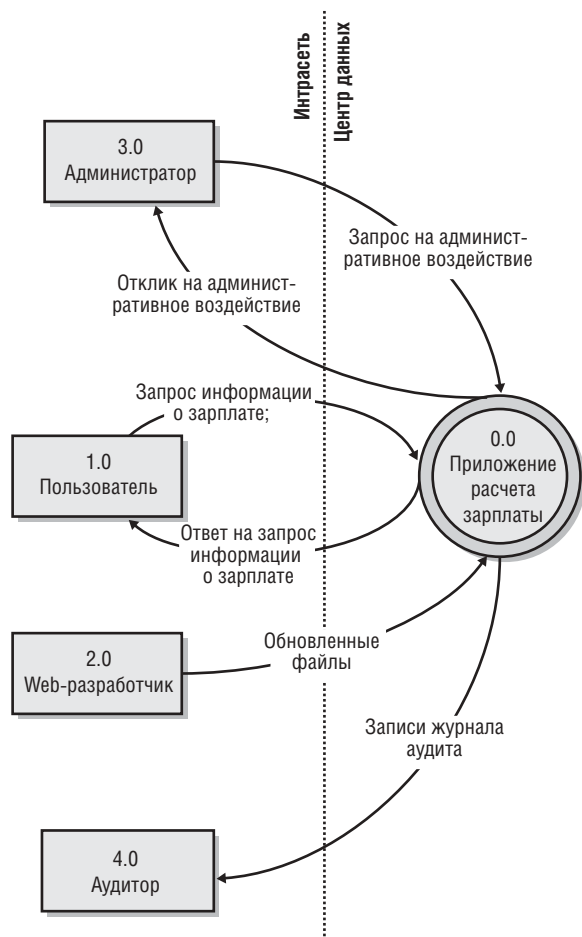 Интрасеть
Центр данных
3.0
Администратор
Запрос на админист-
ративное воздействие
Отклик на админист-
ративное воздействие
Запрос информации
о зарплате;
1.0
Пользователь
0.0
Приложение
расчета
зарплаты
Ответ на запрос
информации
о зарплате
2.0
Web-разработчик
Обновленные
файлы
Записи журнала
аудита
4.0
Аудитор